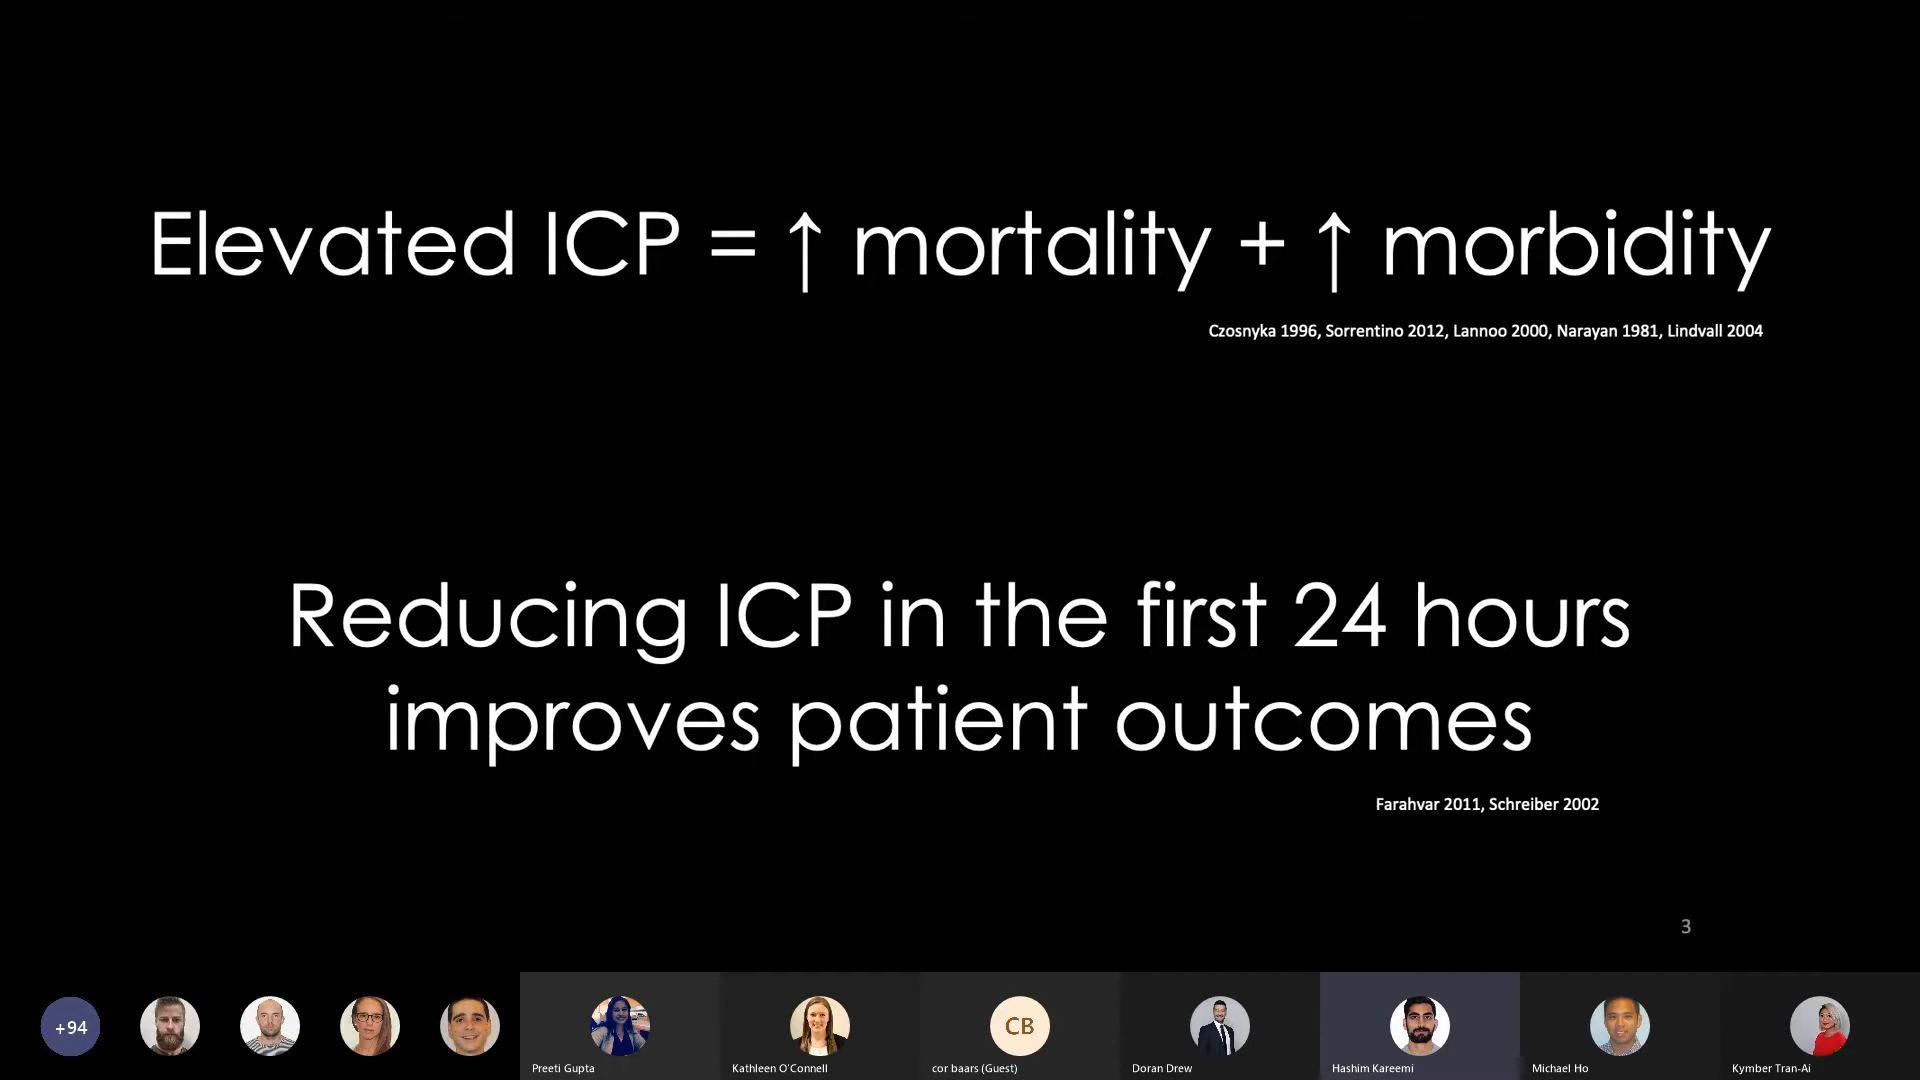 Elevated ICP = ↑ mortality + ↑ morbidity
Czosnyka 1996, Sorrentino 2012, Lannoo 2000, Narayan 1981, Lindvall 2004
Reducing ICP in the first 24 hours
improves patient outcomes
Farahvar 2011, Schreiber 2002
3
+94
CB
Preeti Gupta
Kathleen O'Connell
cor baars (Guest)
Doran Drew
Hashim Kareemi
Michael Ho
Kymber Tran-Ai